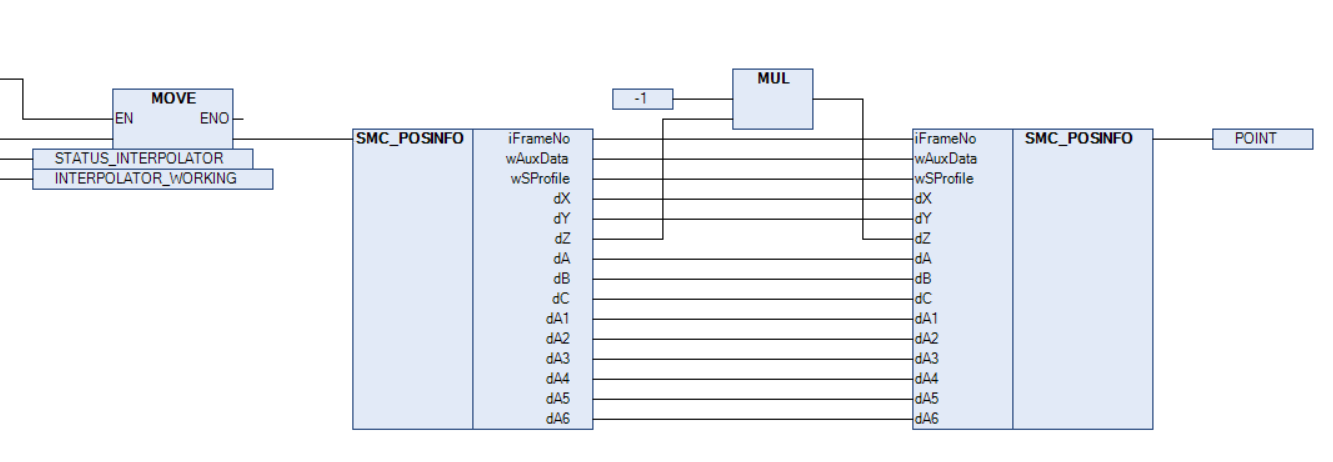 MUL
-1
MOVE
EN ENO
SMC_POSINFO iFrameNo
wAuxData
wSProfile
dX
dY
dZ
dA
dB
dC
dA1
dA2
dA3
dA4
dA5
dA6
STATUS_INTERPOLATOR
INTERPOLATOR_WORKING
iFrameNo SMC_POSINFO
wAuxData
wSProfile
dX
dY
dZ
dA
dB
dC
dA1
dA2
dA3
dA4
dA5
dA6
POINT